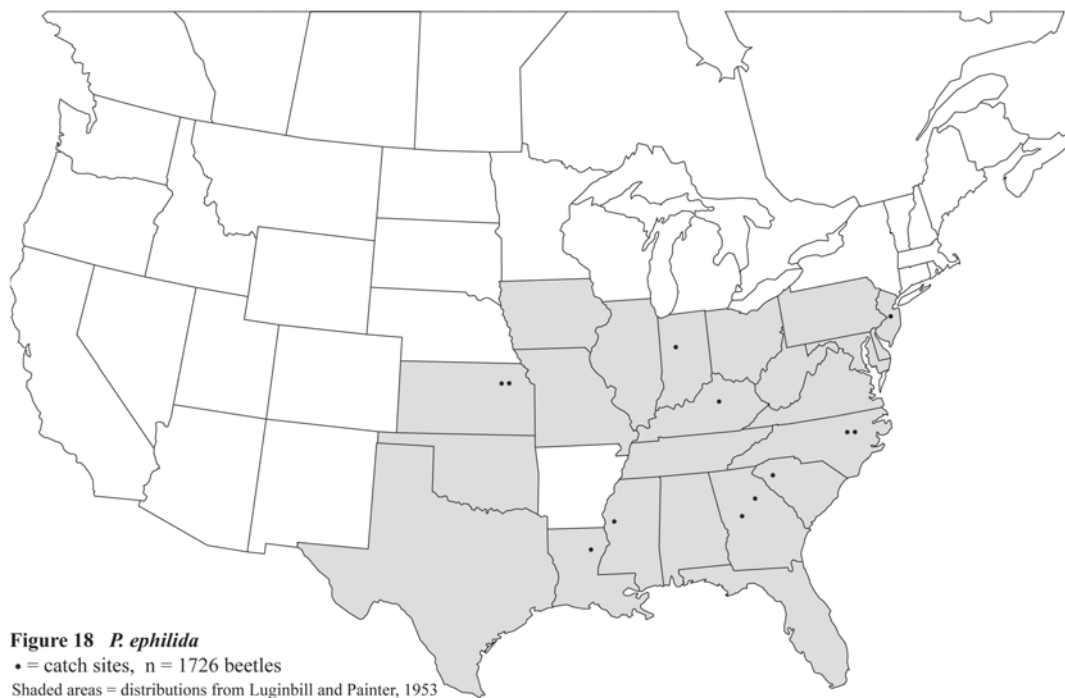 Figure 18 P. ephilida
• = catch sites, n = 1726 beetles
Shaded areas = distributions from Luginbill and Painter, 1953